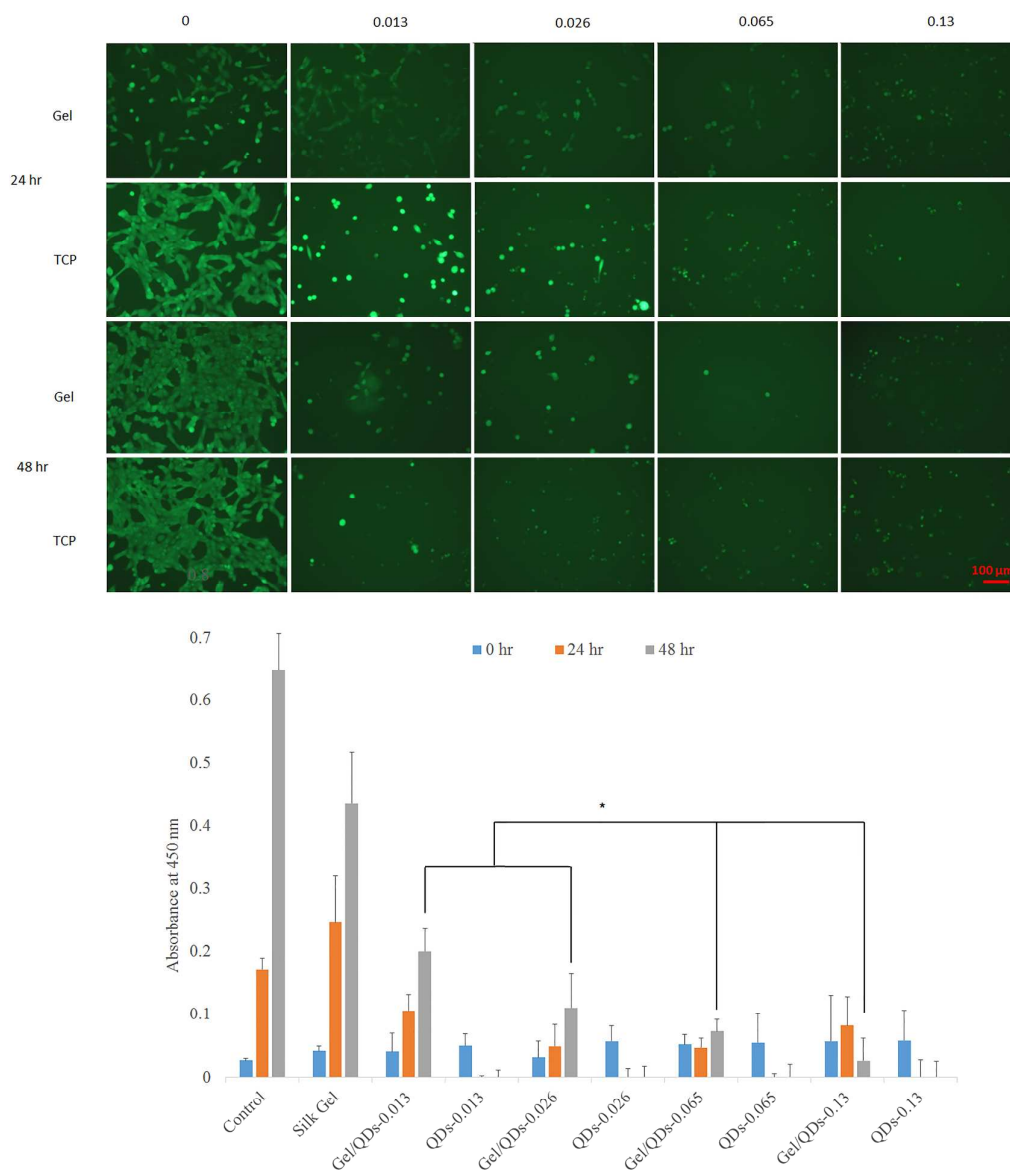 0 0.013 0.026 0.065 0.13
Gel
24 hr
TCP
Gel
48 hr
TCP
100 µm
0.7
0 hr 24 hr 48 hr
0.6
0.5
0.4
*
0.3
0.2
0.1
0
Absorbance at 450 nm
Control
Silk Gel
Gel/QDs-0.013
QDs-0.013
Gel/QDs-0.026
QDs-0.026
Gel/QDs-0.065
QDs-0.065
Gel/QDs-0.13
QDs-0.13